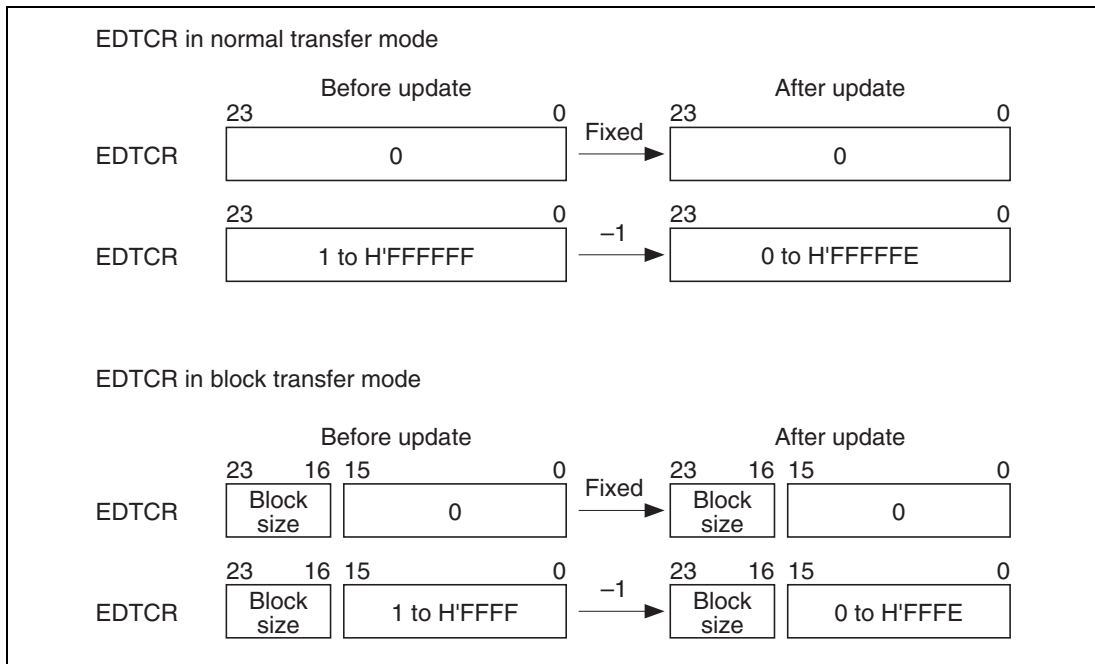 EDTCR in normal transfer mode
Before update After update
23 0 Fixed 23 0
EDTCR 0 0
23 0 –1 23 0
EDTCR 1 to H'FFFFFF 0 to H'FFFFFE
EDTCR in block transfer mode
Before update After update
23 16 15 0 Fixed 23 16 15 0
EDTCR Block size 0 Block size 0
23 16 15 0 –1 23 16 15 0
EDTCR Block size 1 to H'FFFF Block size 0 to H'FFFE